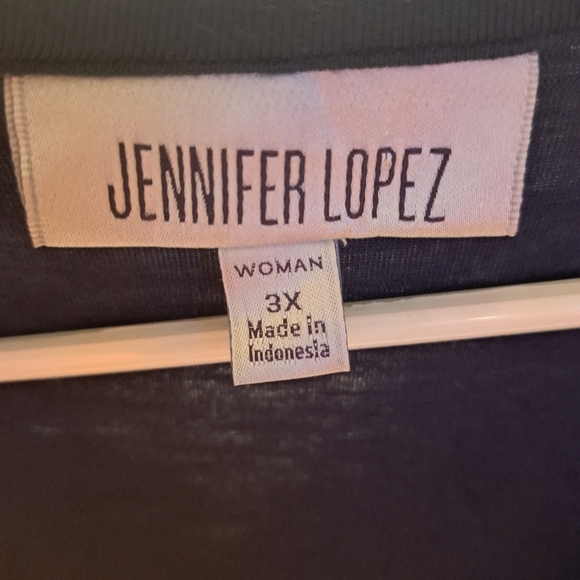 JENNIFER LOPEZ
WOMAN
3X
Made in
Indonesia